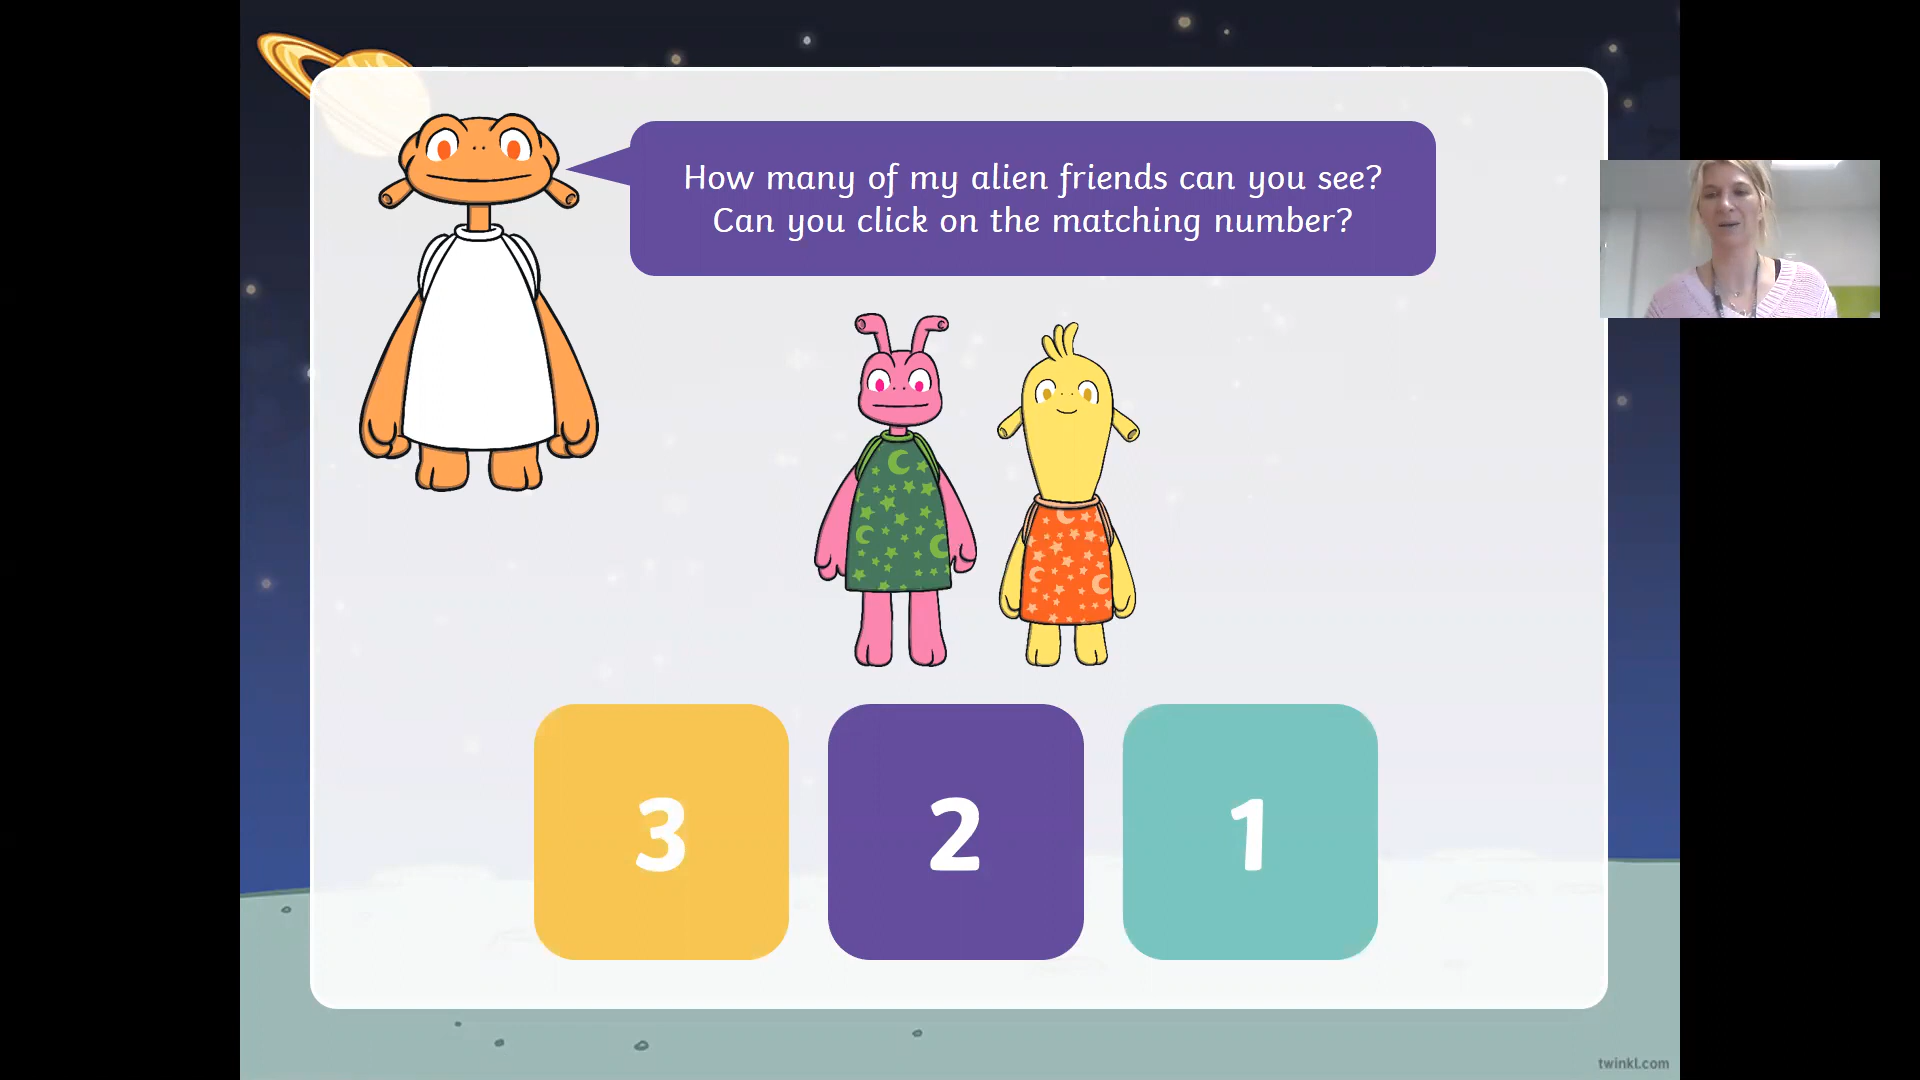 How many of my alien friends can you see?
Can you click on the matching number?
3 2 1
twinkl.com